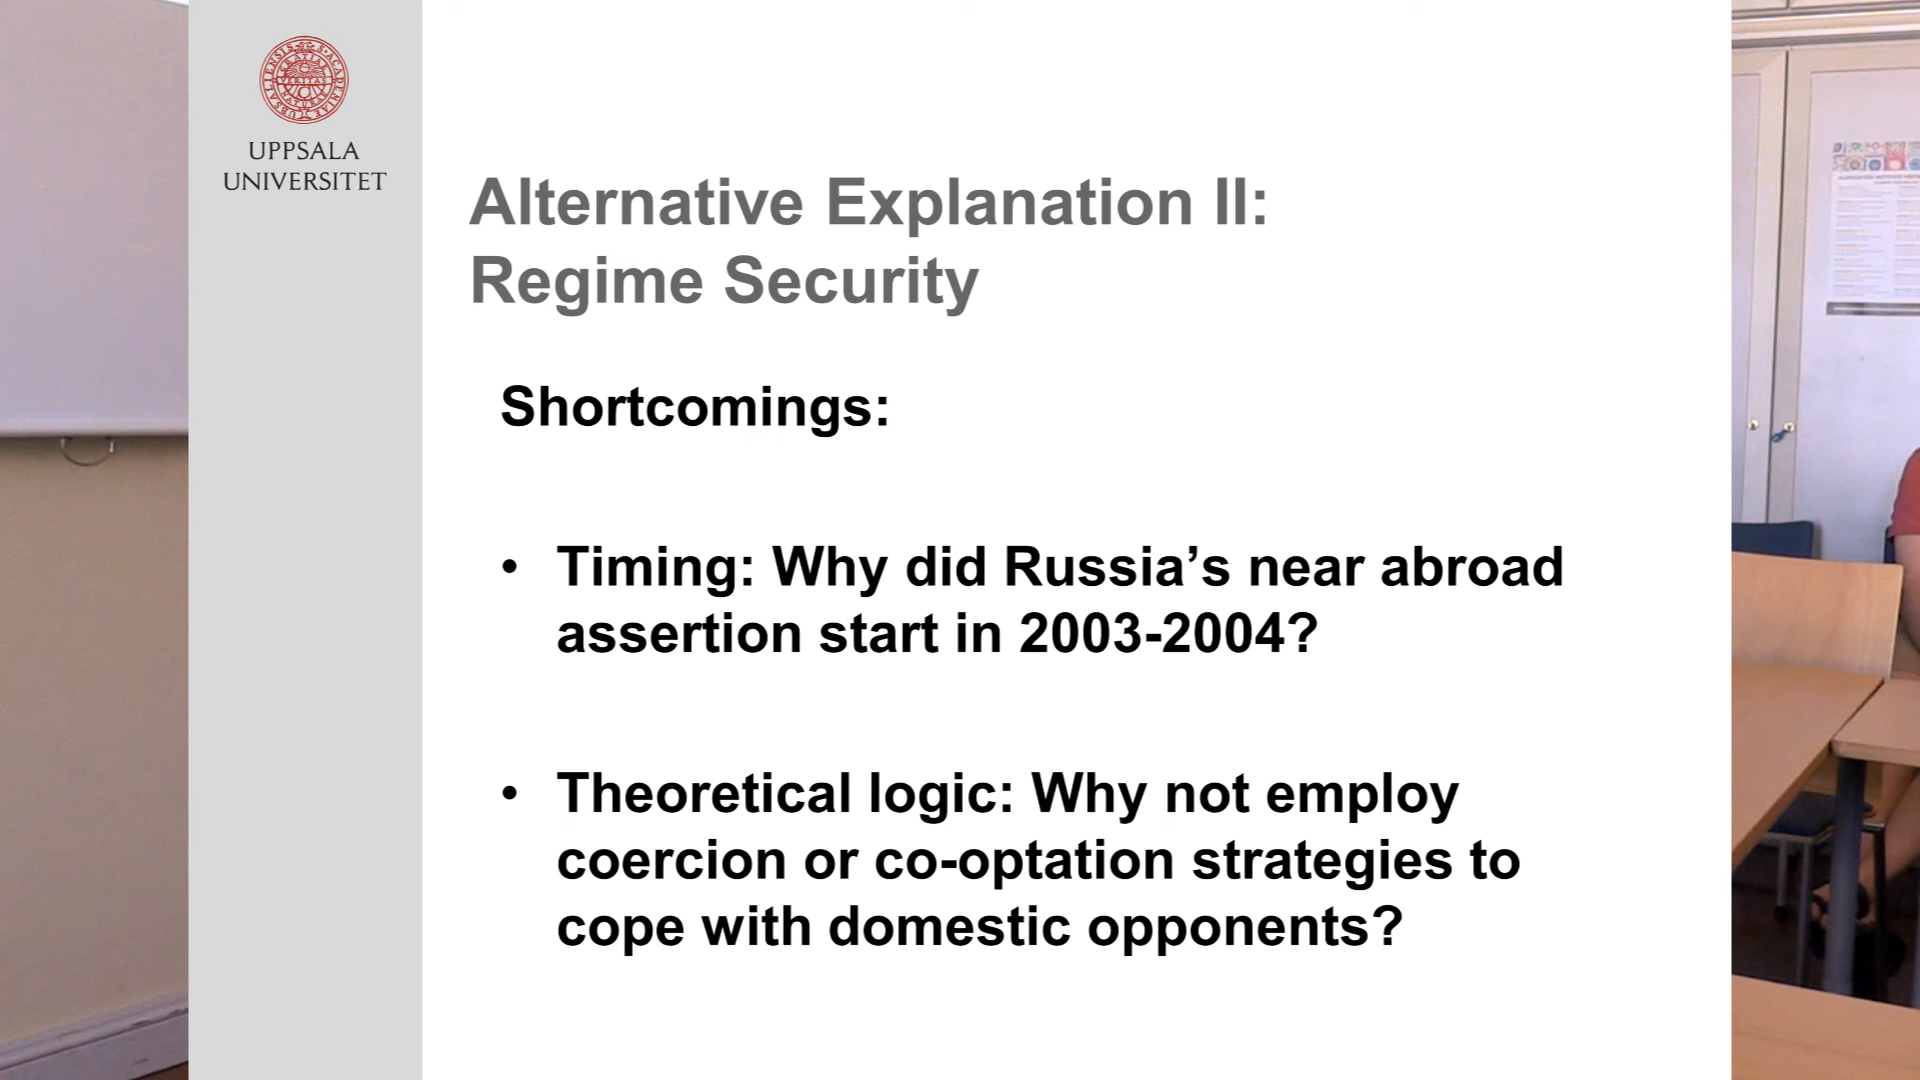 UPPSALA
UNIVERSITET
Alternative Explanation II:
Regime Security
Shortcomings:
• Timing: Why did Russia’s near abroad
assertion start in 2003-2004?
• Theoretical logic: Why not employ
coercion or co-optation strategies to
cope with domestic opponents?